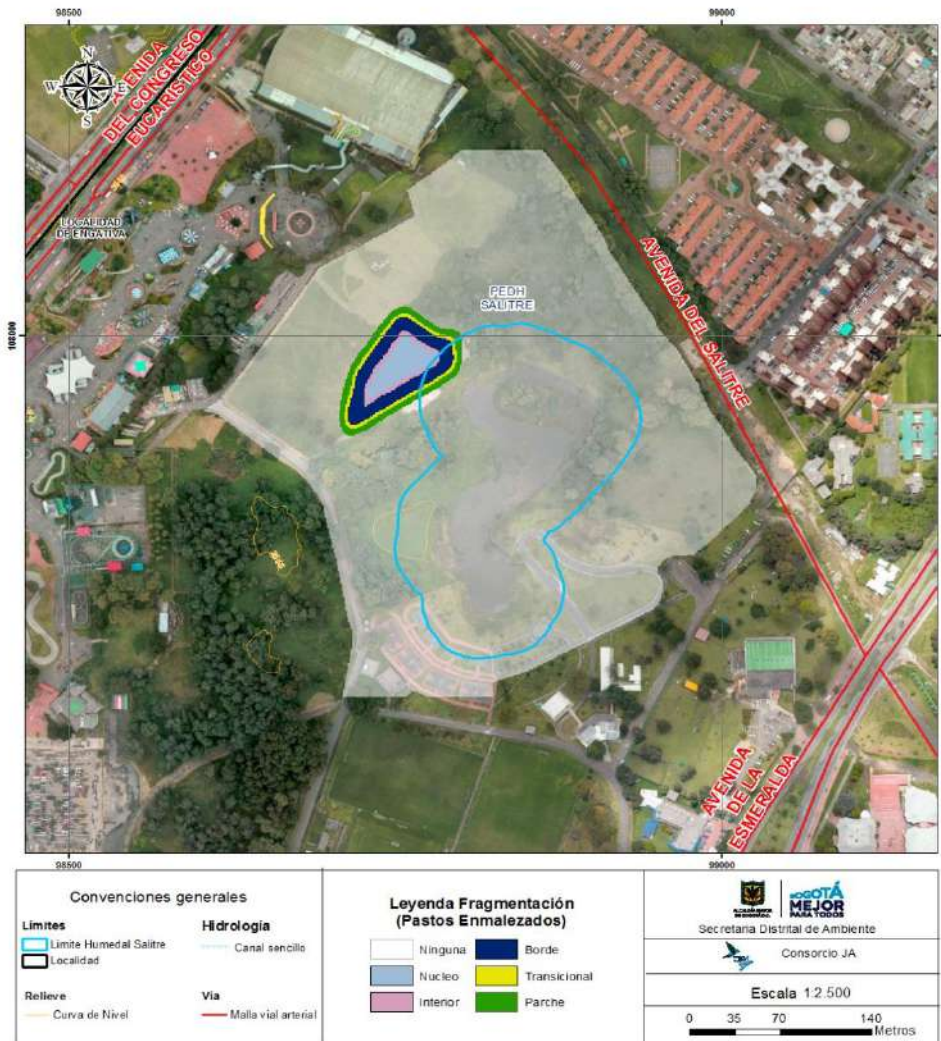 98500
99000
N
W
E
S
AVENIDA
DEL CONGRESO
EUCARÍSTICO
LOCALIDAD
DE ENGATIVA
PEDH
SALITRE
AVENIDA DEL SALITRE
108000
AVENIDA
DE LA
ESMERALDA
98500
99000
Convenciones generales
Límites
Limite Humedal Salitre
Localidad
Relieve
Curva de Nivel
Hidrología
Canal sencillo
Vía
Malla vial arterial
Leyenda Fragmentación
(Pastos Enmalezados)
Ninguna
Borde
Nucleo
Transicional
Interior
Parche
BOGOTÁ
MEJOR
PARA TODOS
Secretaria Distrital de Ambiente
Consorcio JA
Escala 1:2.500
0 35 70 140
Metros